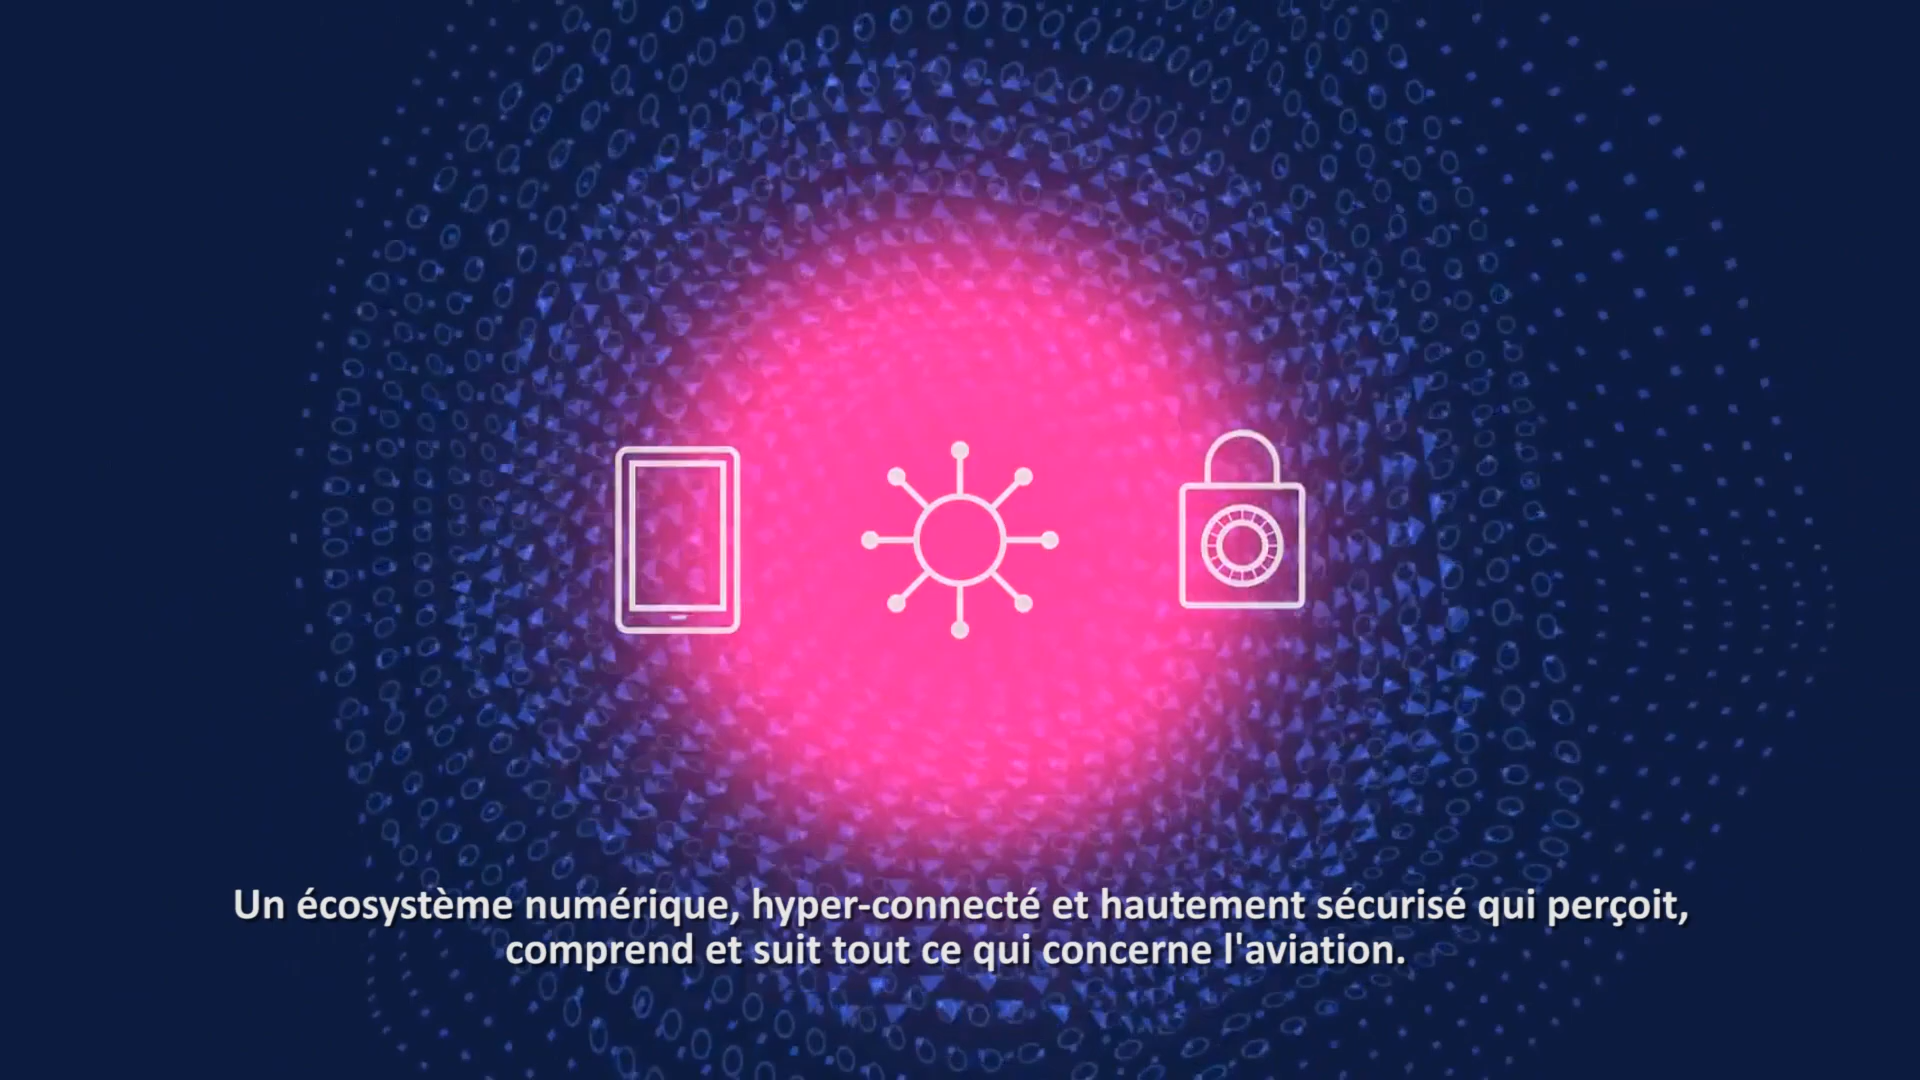 Un écosystème numérique, hyper-connecté et hautement sécurisé qui perçoit,
comprend et suit tout ce qui concerne l'aviation.